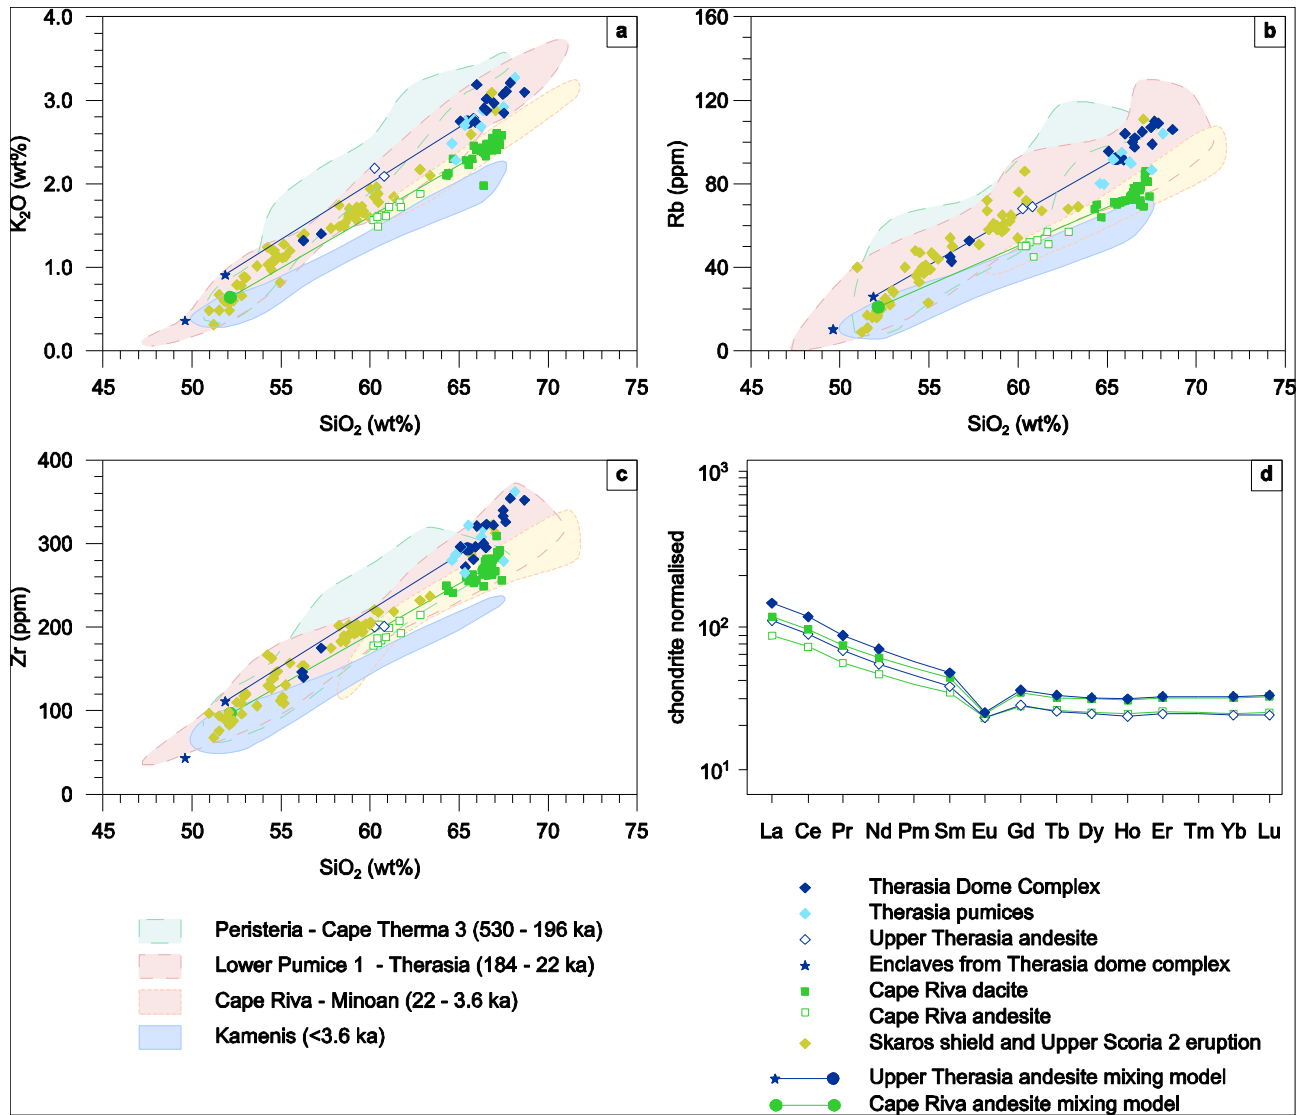 4.0
3.0
2.0
1.0
0.0
K2O (wt%)
a
45 50 55 60 65 70 75
SiO2 (wt%)
160
120
80
40
0
Rb (ppm)
b
45 50 55 60 65 70 75
SiO2 (wt%)
400
300
200
100
0
Zr (ppm)
c
45 50 55 60 65 70 75
SiO2 (wt%)
10^3
10^2
10^1
chondrite normalised
d
La Ce Pr Nd Pm Sm Eu Gd Tb Dy Ho Er Tm Yb Lu
Peristeria - Cape Therma 3 (530 - 196 ka)
Lower Pumice 1 - Therasia (184 - 22 ka)
Cape Riva - Minoan (22 - 3.6 ka)
Kamenis (<3.6 ka)
Therasia Dome Complex
Therasia pumices
Upper Therasia andesite
Enclaves from Therasia dome complex
Cape Riva dacite
Cape Riva andesite
Skaros shield and Upper Scoria 2 eruption
Upper Therasia andesite mixing model
Cape Riva andesite mixing model